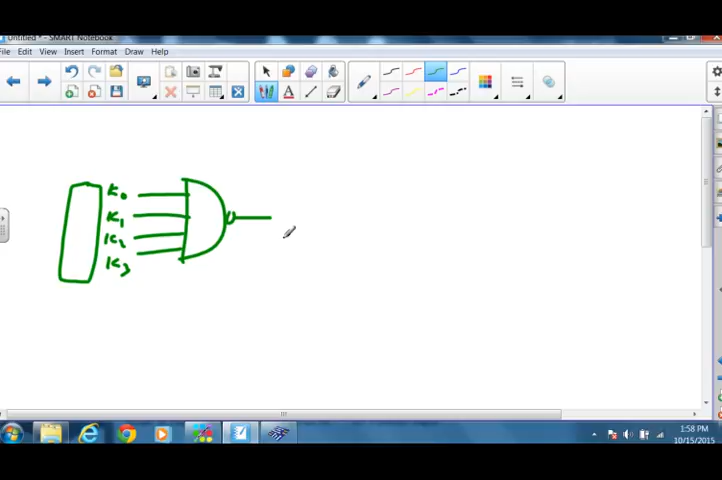 Untitled * - SMART Notebook
File Edit View Insert Format Draw Help
A
K0
K1
K2
K3
1:58 PM
10/15/2015